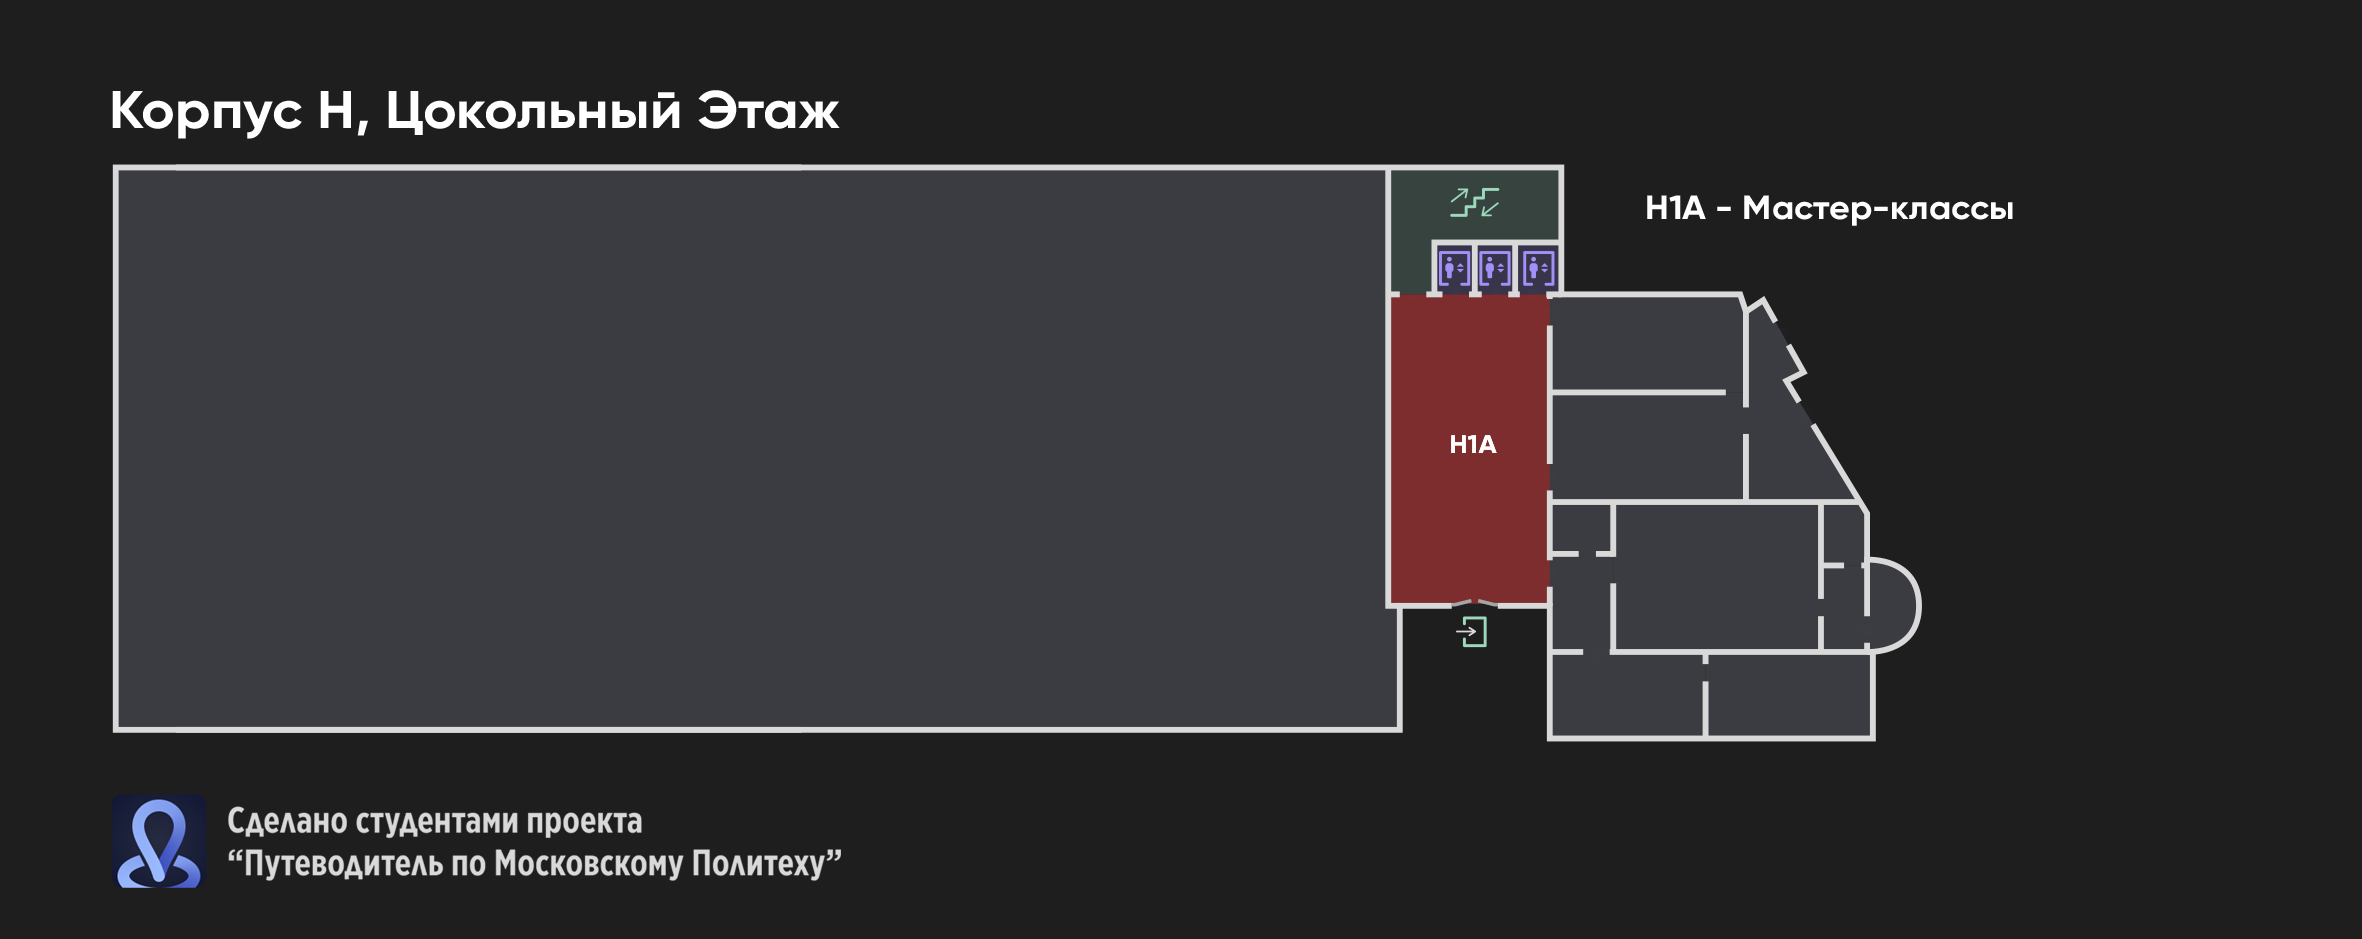 Корпус Н, Цокольный Этаж
Н1А - Мастер-классы
Н1А
Сделано студентами проекта
“Путеводитель по Московскому Политеху”